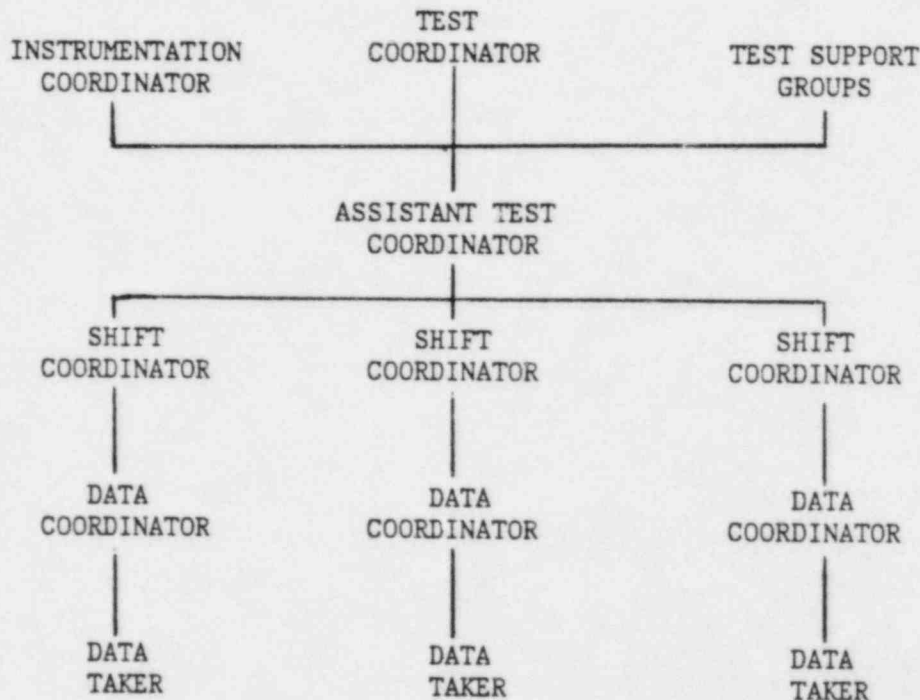 TEST
COORDINATOR
INSTRUMENTATION
COORDINATOR
TEST SUPPORT
GROUPS
ASSISTANT TEST
COORDINATOR
SHIFT
COORDINATOR
SHIFT
COORDINATOR
SHIFT
COORDINATOR
DATA
COORDINATOR
DATA
COORDINATOR
DATA
COORDINATOR
DATA
TAKER
DATA
TAKER
DATA
TAKER